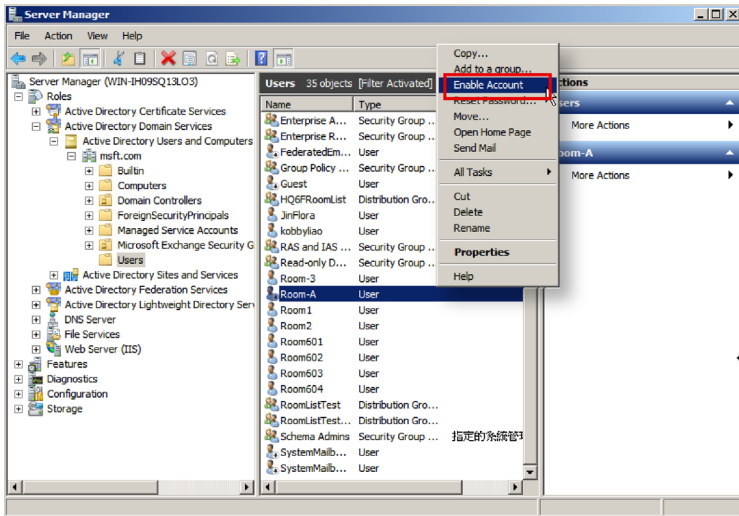 Server Manager
File Action View Help
Server Manager (WIN-IH09SQ13LO3)
Roles
Active Directory Certificate Services
Active Directory Domain Services
Active Directory Users and Computers
msft.com
Builtin
Computers
Domain Controllers
ForeignSecurityPrincipals
Managed Service Accounts
Microsoft Exchange Security G
Users
Active Directory Sites and Services
Active Directory Federation Services
Active Directory Lightweight Directory Serv
DNS Server
File Services
Web Server (IIS)
Features
Diagnostics
Configuration
Storage
Users 35 objects [Filter Activated]
Name Type
Enterprise A... Security Group ...
Enterprise R... Security Group ...
FederatedEm... User
Group Policy ... Security Group ...
Guest User
HQ6FRoomList Distribution Gro...
JinFlora User
kobbyliao User
RAS and IAS ... Security Group ...
Read-only D... Security Group ...
Room-3 User
Room-A User
Room1 User
Room2 User
Room601 User
Room602 User
Room603 User
Room604 User
RoomListTest Distribution Gro...
RoomListTest... Distribution Gro...
Schema Admins Security Group ... 指定的系統管理
SystemMailb... User
SystemMailb... User
Copy...
Add to a group...
Enable Account
Reset Password...
Move...
Open Home Page
Send Mail
All Tasks
Cut
Delete
Rename
Properties
Help
ctions
sers
More Actions
oom-A
More Actions